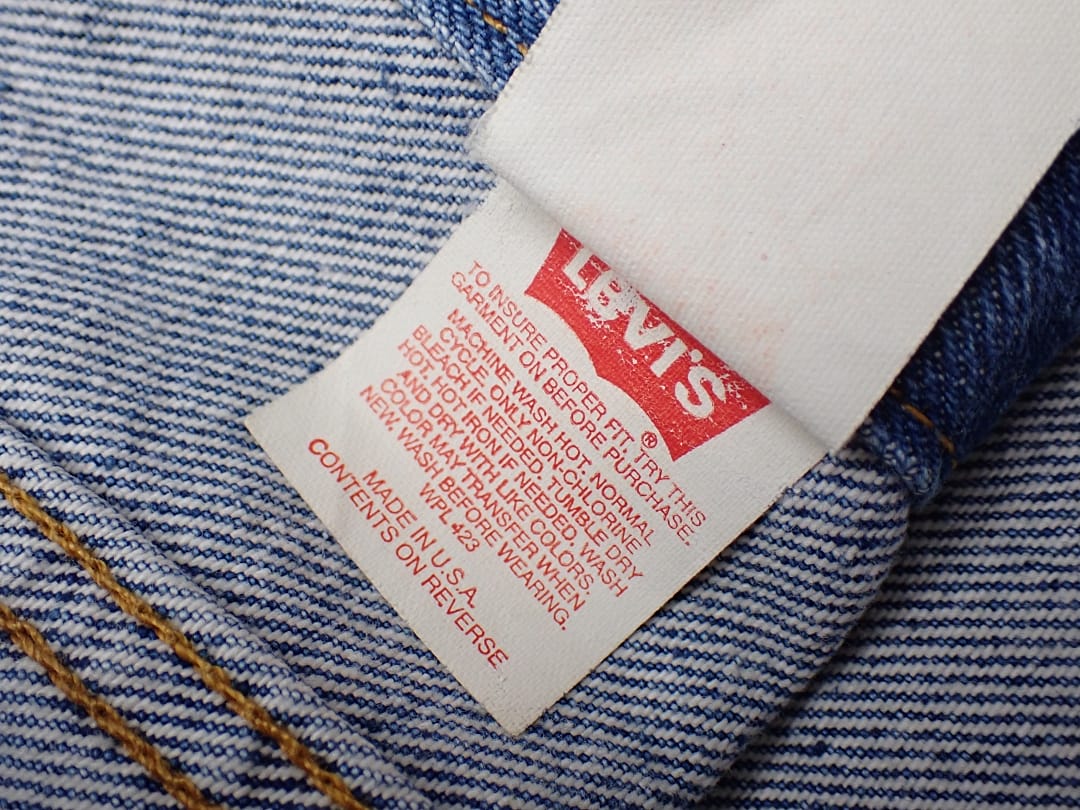 LEVI'S
®
TO INSURE PROPER FIT, TRY THIS
GARMENT ON BEFORE PURCHASE.
MACHINE WASH HOT, NORMAL
CYCLE. ONLY NON-CHLORINE
BLEACH IF NEEDED. TUMBLE DRY
HOT. HOT IRON IF NEEDED. WASH
AND DRY WITH LIKE COLORS.
COLOR MAY TRANSFER WHEN
NEW. WASH BEFORE WEARING.
WPL 423
MADE IN U.S.A.
CONTENTS ON REVERSE